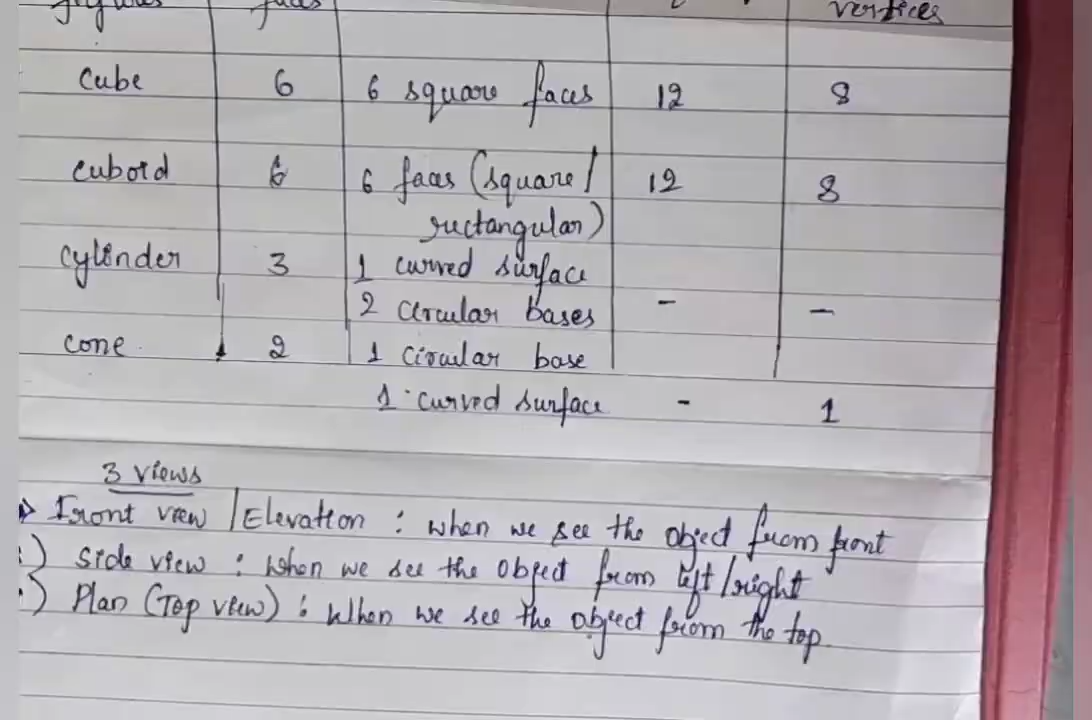 figures faces vertices
cube 6 6 square faces 12 8
cuboid 6 6 faces (square/ 12 8
rectangular)
cylinder 3 1 curved surface
2 circular bases - -
cone 2 1 circular base
1 curved surface - 1
3 views
Front view / Elevation : when we see the object from front
) side view : when we see the object from left/right
) Plan (Top view) : When we see the object from the top